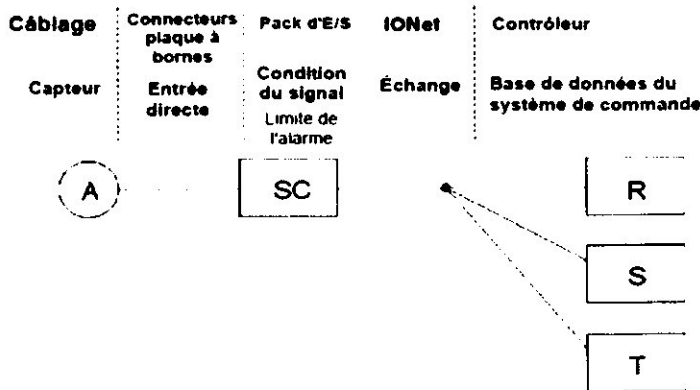 Câblage
Connecteurs
plaque à
bornes
Pack d'E/S
IONet
Contrôleur
Capteur
Entrée
directe
Condition
du signal
Limite de
l'alarme
Échange
Base de données du
système de commande
A
SC
R
S
T